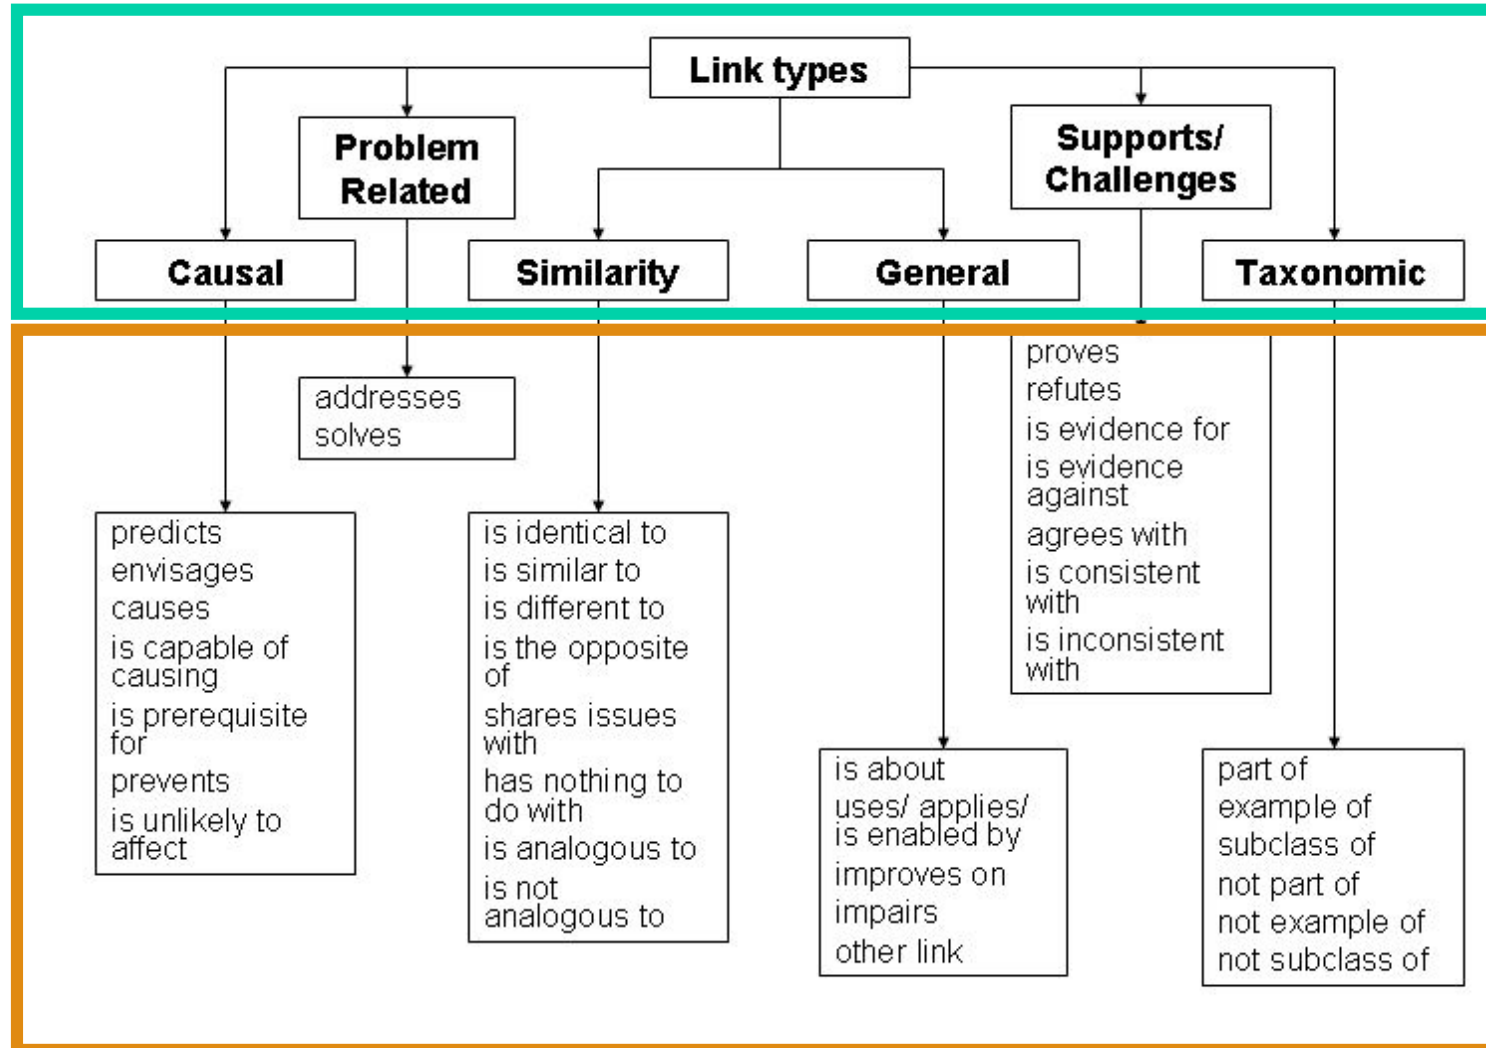 Link types
Problem
Related
Supports/
Challenges
Causal
Similarity
General
Taxonomic
addresses
solves
proves
refutes
is evidence for
is evidence
against
agrees with
is consistent
with
is inconsistent
with
predicts
envisages
causes
is capable of
causing
is prerequisite
for
prevents
is unlikely to
affect
is identical to
is similar to
is different to
is the opposite
of
shares issues
with
has nothing to
do with
is analogous to
is not
analogous to
is about
uses/ applies/
is enabled by
improves on
impairs
other link
part of
example of
subclass of
not part of
not example of
not subclass of